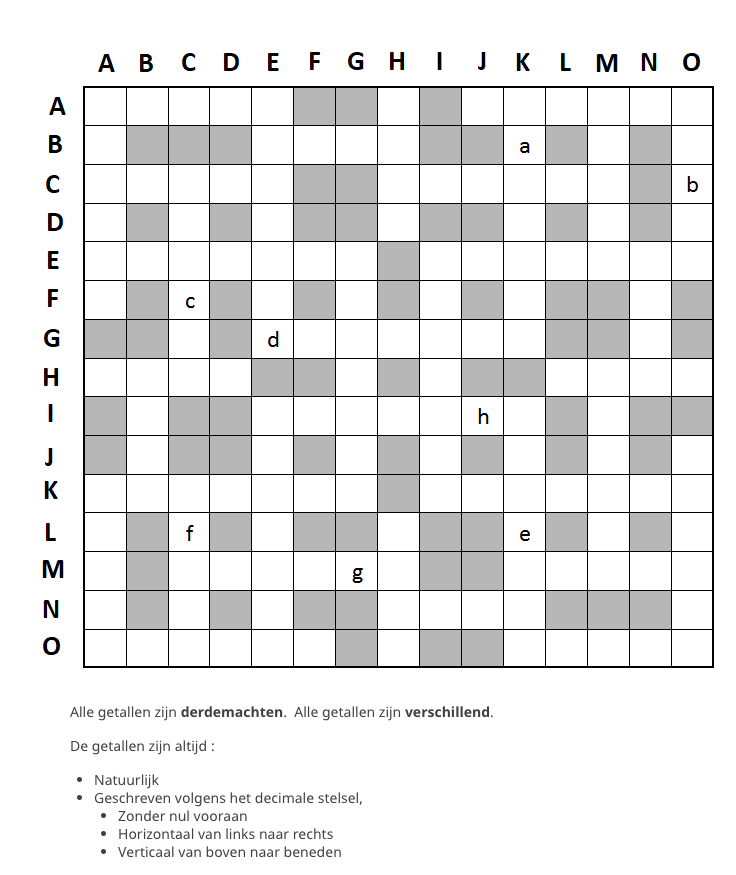 A B C D E F G H I J K L M N O
A
B a
C b
D
E
F c
G d
H
I h
J
K
L f e
M g
N
O
Alle getallen zijn derdemachten. Alle getallen zijn verschillend.
De getallen zijn altijd :
Natuurlijk
Geschreven volgens het decimale stelsel,
Zonder nul vooraan
Horizontaal van links naar rechts
Verticaal van boven naar beneden